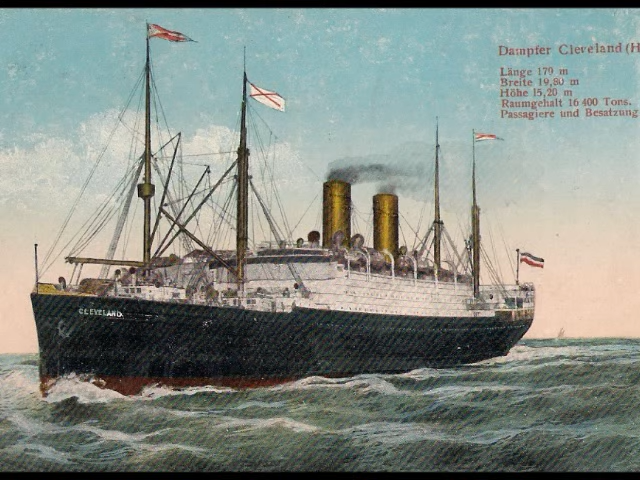 Dampfer Cleveland (H
Länge 179 m
Breite 19,80 m
Höhe 15,20 m
Raumgehalt 16 400 Tons.
Passagiere und Besatzung
CLEVELAND